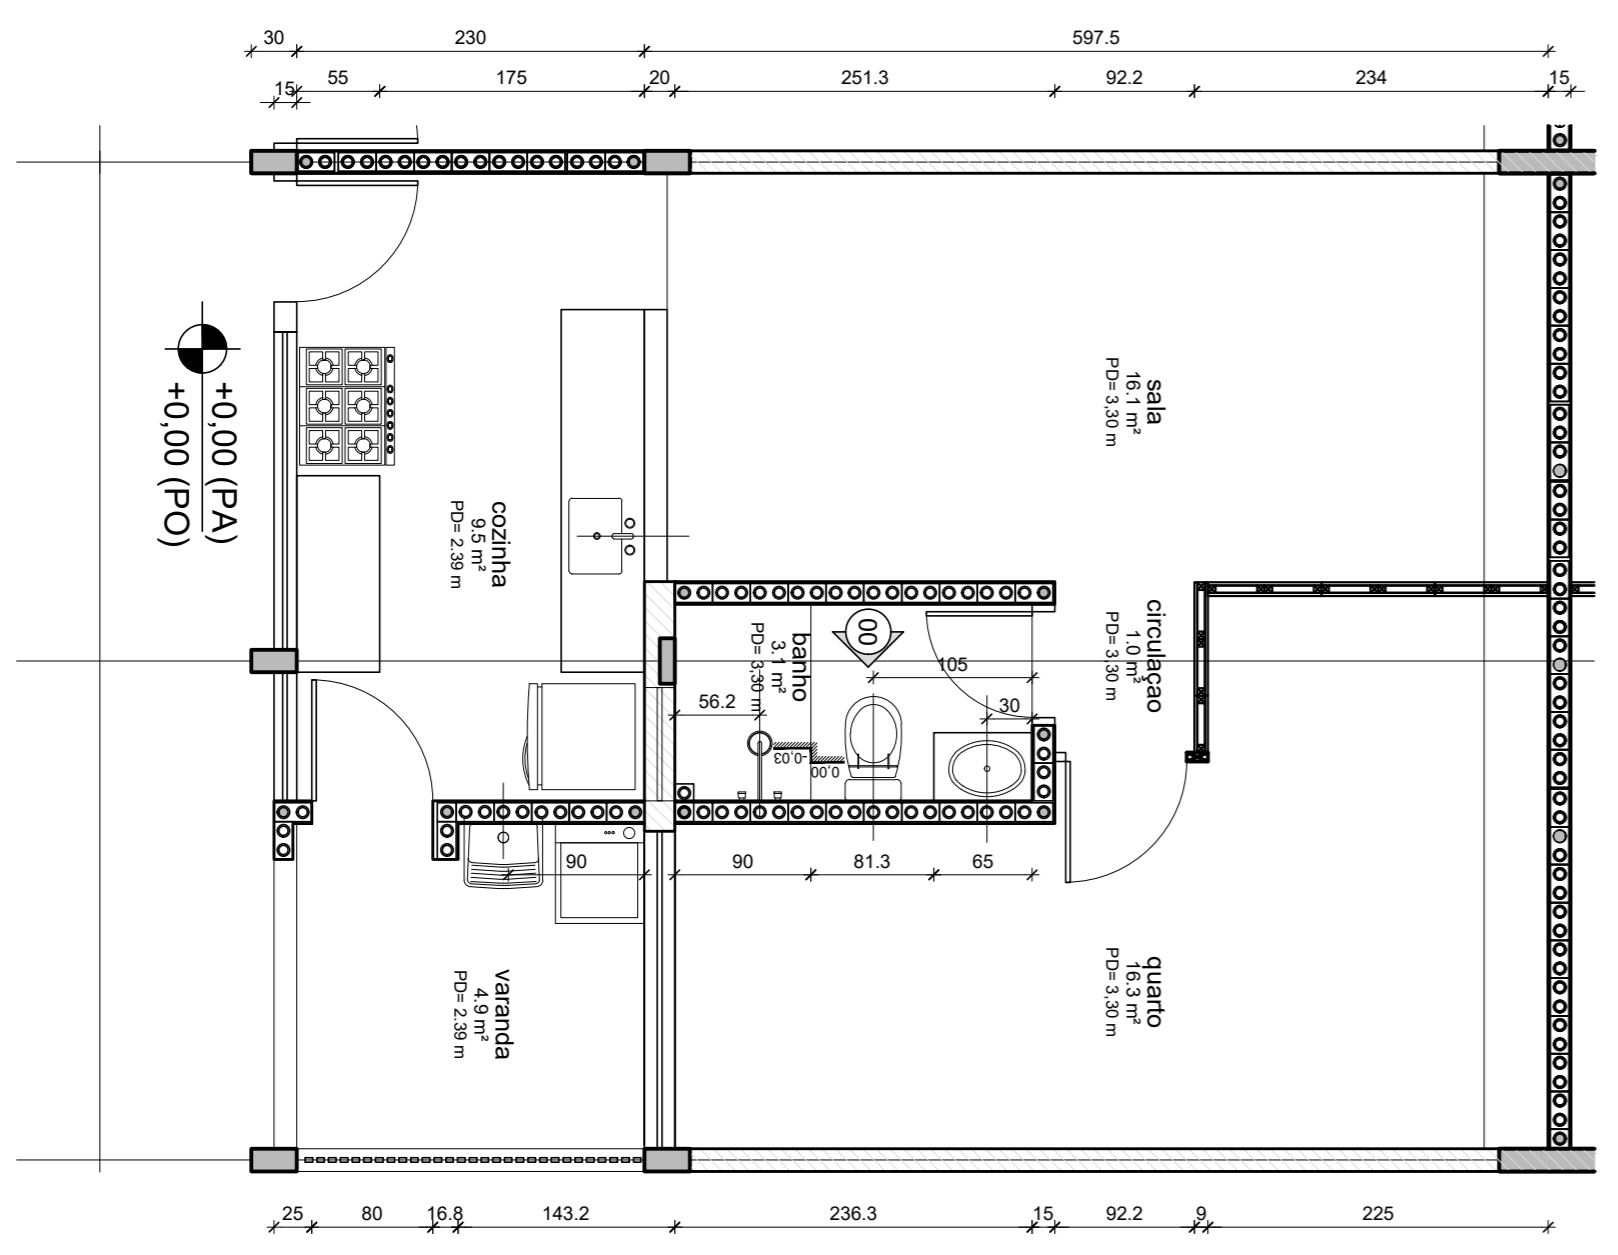 30 230 597.5
15 55 175 20 251.3 92.2 234 15
+0,00 (PA)
+0,00 (PO)
sala
16.1 m²
PD= 3,30 m
cozinha
9.5 m²
PD= 2.39 m
banho
3.1 m²
PD= 3,30 m
00
circulaçao
1.0 m²
PD= 3,30 m
105
56.2
30
-0,03
0,00
90 90 81.3 65
varanda
4.9 m²
PD= 2.39 m
quarto
16.3 m²
PD= 3,30 m
25 80 16.8 143.2 236.3 15 92.2 9 225